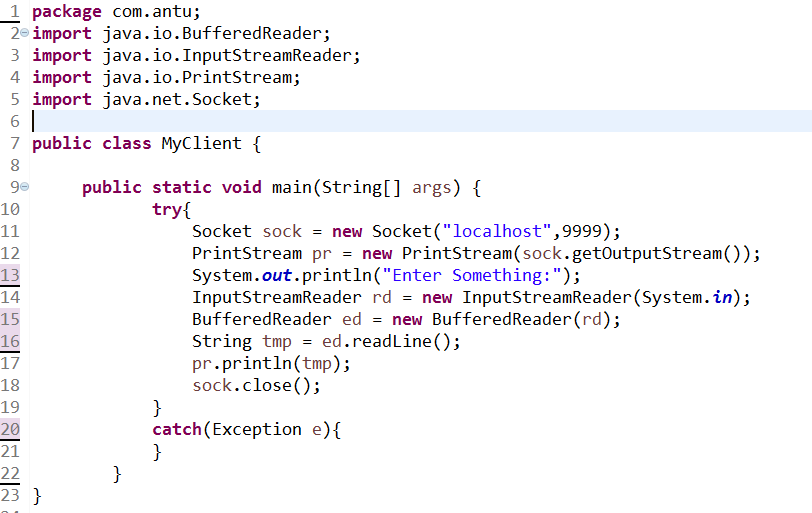 1 package com.antu;
2 import java.io.BufferedReader;
3 import java.io.InputStreamReader;
4 import java.io.PrintStream;
5 import java.net.Socket;
6
7 public class MyClient {
8
9 public static void main(String[] args) {
10 try{
11 Socket sock = new Socket("localhost",9999);
12 PrintStream pr = new PrintStream(sock.getOutputStream());
13 System.out.println("Enter Something:");
14 InputStreamReader rd = new InputStreamReader(System.in);
15 BufferedReader ed = new BufferedReader(rd);
16 String tmp = ed.readLine();
17 pr.println(tmp);
18 sock.close();
19 }
20 catch(Exception e){
21 }
22 }
23 }